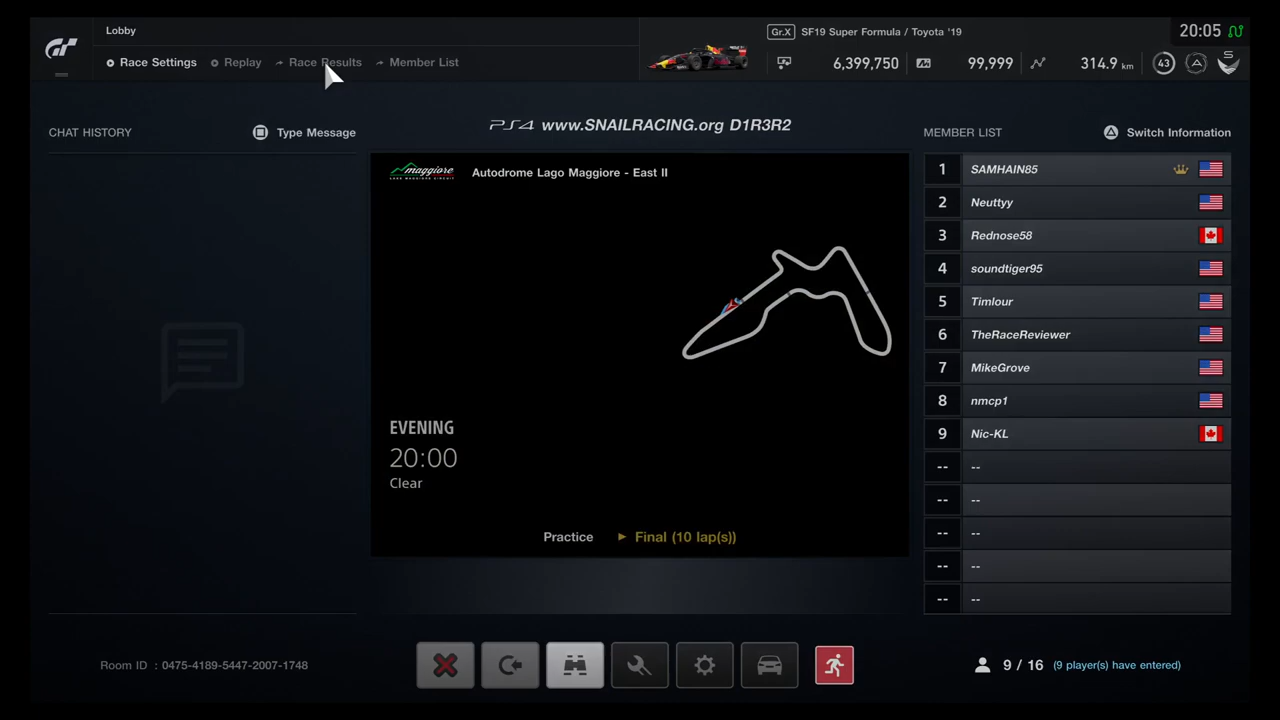 Lobby
Race Settings Replay Race Results Member List
Gr.X SF19 Super Formula / Toyota '19
6,399,750 99,999 314.9 km 43 A S
20:05
CHAT HISTORY Type Message
PS4 www.SNAILRACING.org D1R3R2
MEMBER LIST Switch Information
maggiore
LAKE MAGGIORE CIRCUIT
Autodrome Lago Maggiore - East II
1 SAMHAIN85
2 Neuttyy
3 Rednose58
4 soundtiger95
5 Timlour
6 TheRaceReviewer
7 MikeGrove
8 nmcp1
9 Nic-KL
-- --
-- --
-- --
-- --
-- --
EVENING
20:00
Clear
Practice Final (10 lap(s))
Room ID : 0475-4189-5447-2007-1748
9 / 16 (9 player(s) have entered)